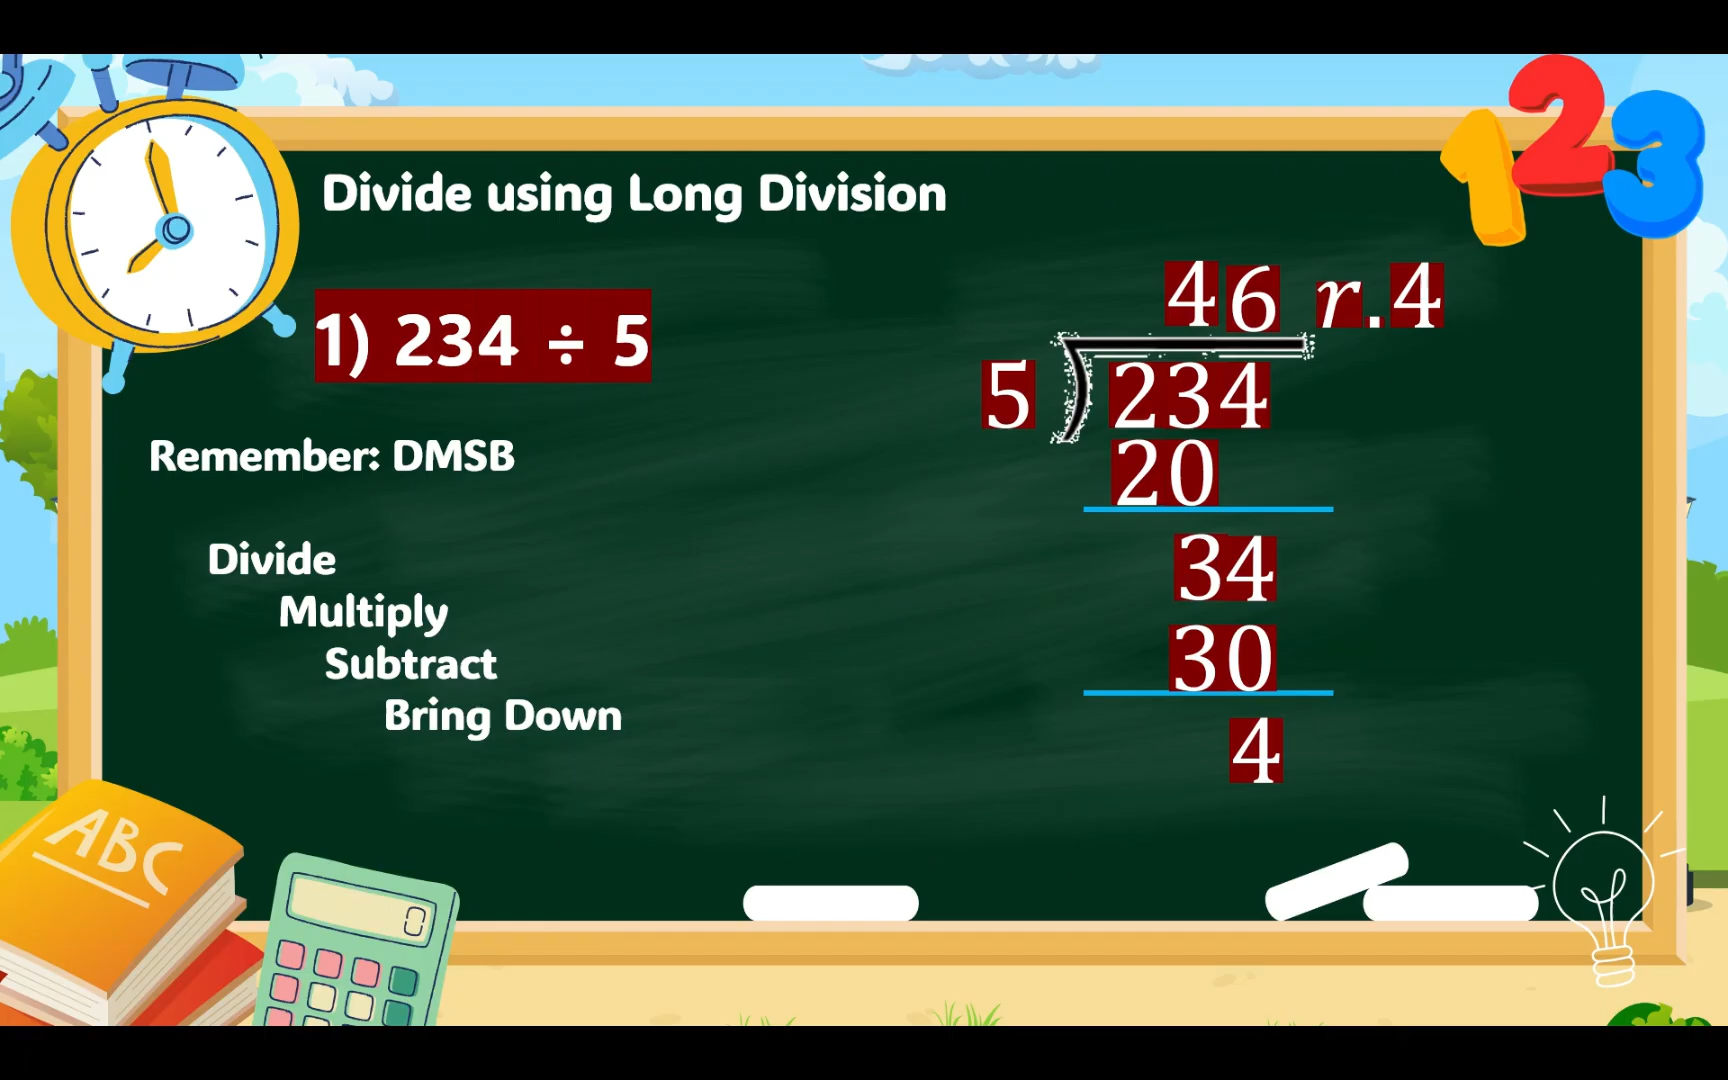 123
Divide using Long Division
1) 234 ÷ 5
46 r.4
5 234
20
34
30
4
Remember: DMSB
Divide
Multiply
Subtract
Bring Down
ABC
0